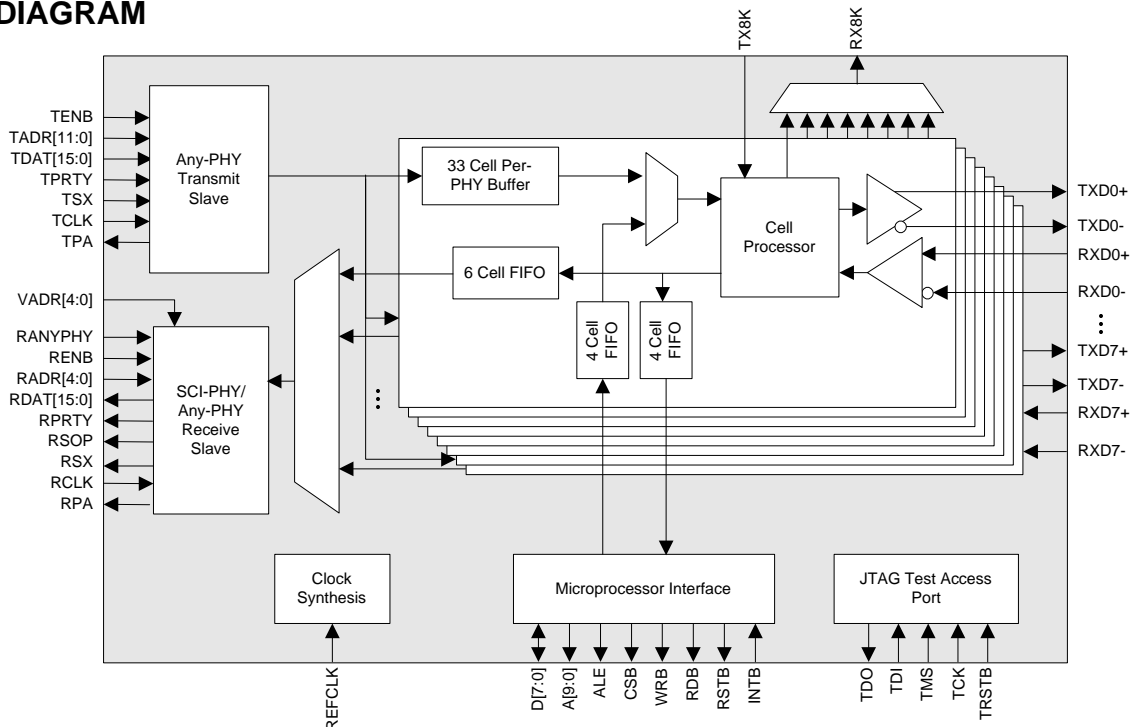 DIAGRAM
TX8K
RX8K
TENB
TADR[11:0]
TDAT[15:0]
TPRTY
TSX
TCLK
TPA
Any-PHY
Transmit
Slave
33 Cell Per-
PHY Buffer
Cell
Processor
TXD0+
TXD0-
RXD0+
RXD0-
TXD7+
TXD7-
RXD7+
RXD7-
6 Cell FIFO
4 Cell
FIFO
4 Cell
FIFO
VADR[4:0]
RANYPHY
RENB
RADR[4:0]
RDAT[15:0]
RPRTY
RSOP
RSX
RCLK
RPA
SCI-PHY/
Any-PHY
Receive
Slave
Clock
Synthesis
Microprocessor Interface
JTAG Test Access
Port
REFCLK
D[7:0]
A[9:0]
ALE
CSB
WRB
RDB
RSTB
INTB
TDO
TDI
TMS
TCK
TRSTB